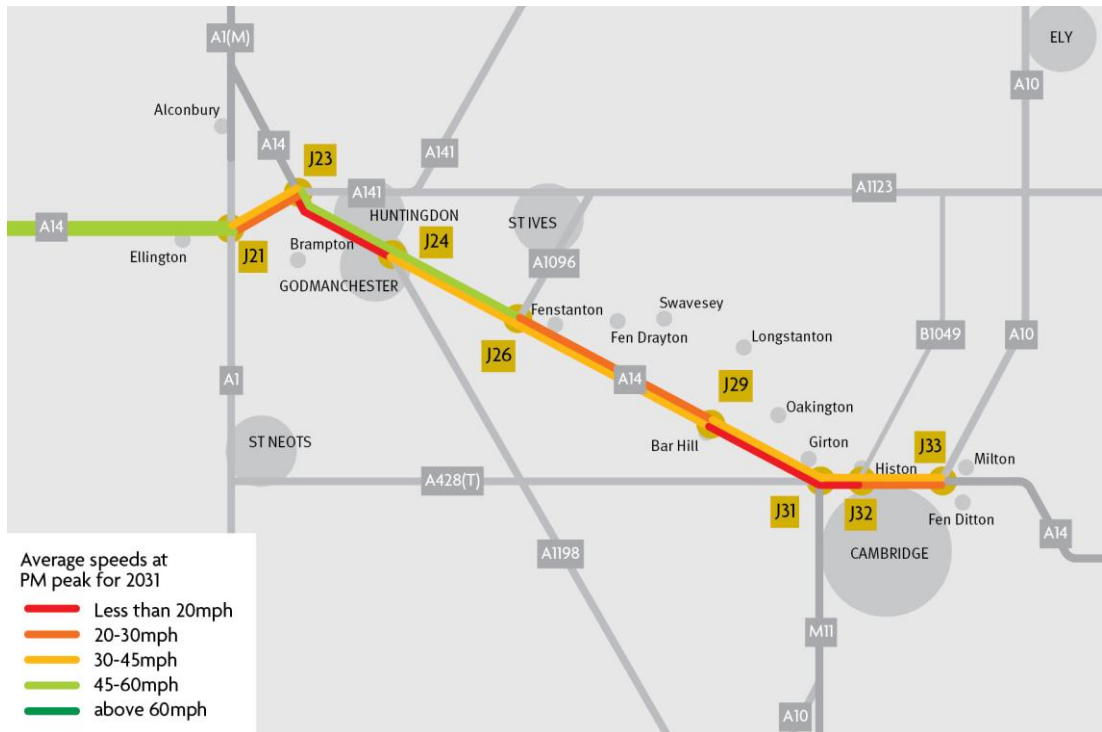 A1(M)
ELY
A10
Alconbury
A14
J23
A141
A141
A1123
HUNTINGDON
ST IVES
A14
J24
Ellington
J21
Brampton
GODMANCHESTER
A1096
Fenstanton
Swavesey
Fen Drayton
Longstanton
B1049
A10
J26
A14
J29
A1
Oakington
Bar Hill
Girton
J33
ST NEOTS
Histon
Milton
A428(T)
J31
J32
Fen Ditton
A14
A1198
CAMBRIDGE
M11
A10
Average speeds at
PM peak for 2031
Less than 20mph
20-30mph
30-45mph
45-60mph
above 60mph